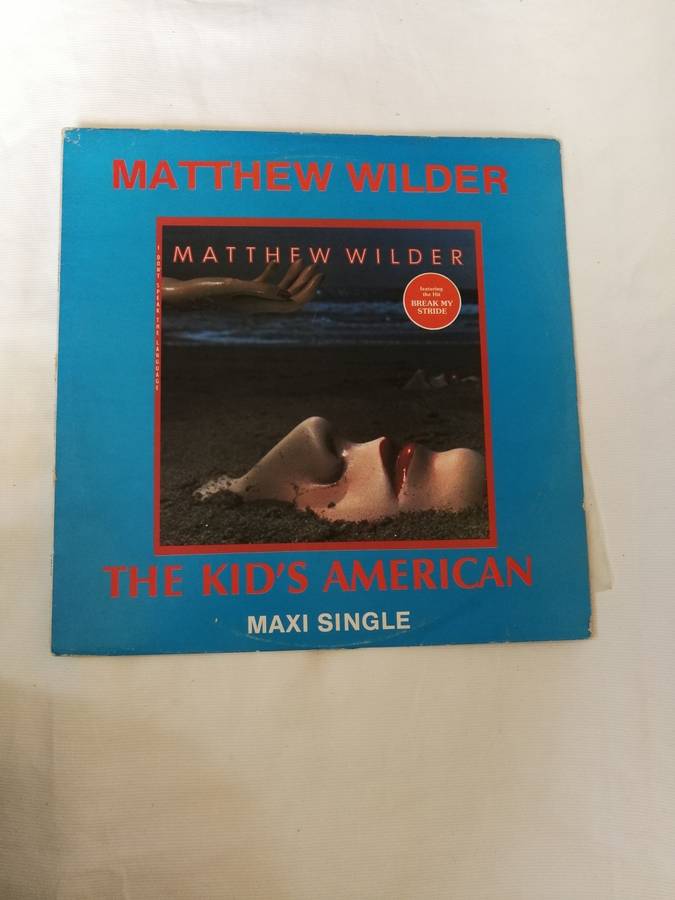 MATTHEW WILDER
MATTHEW WILDER
I DON'T SPEAK THE LANGUAGE
featuring
the Hit
BREAK MY
STRIDE
THE KID'S AMERICAN
MAXI SINGLE